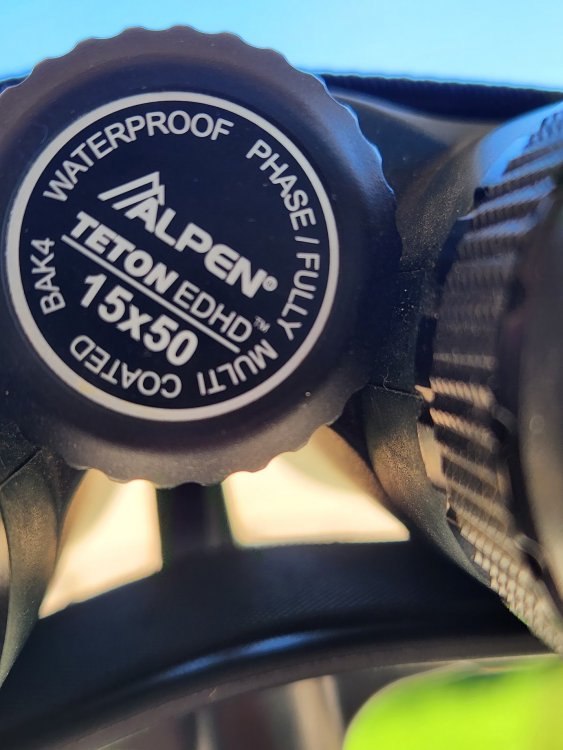 WATERPROOF PHASE / FULLY MULTI COATED BAK4
ALPEN®
TETON EDHD™
15x50